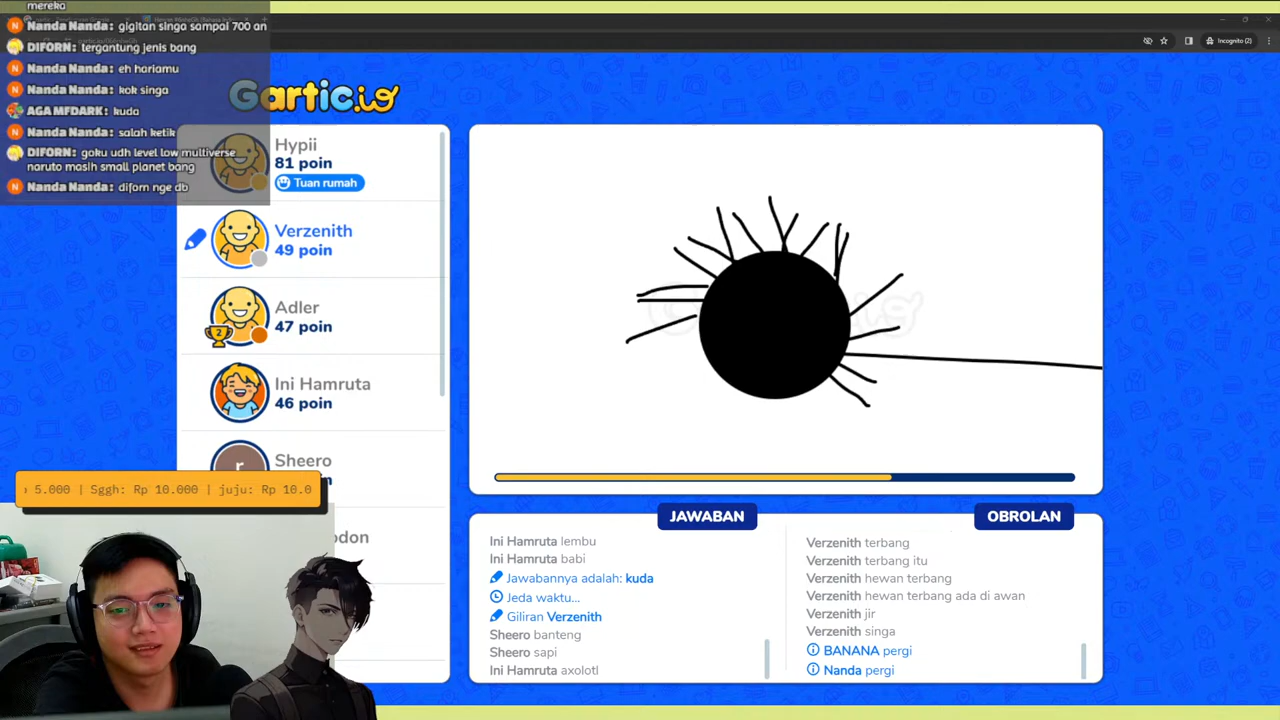 mereka
Nanda Nanda: gigitan singa sampai 700 an
DIFORN: tergantung jenis bang
Nanda Nanda: eh hariamu
Nanda Nanda: kok singa
AGA MFDARK: kuda
Nanda Nanda: salah ketik
DIFORN: goku udh level low multiverse
naruto masih small planet bang
Nanda Nanda: diforn nge db
Incognito (2)
Gartic.io
Hypii
81 poin
Tuan rumah
Verzenith
49 poin
Adler
2
47 poin
Ini Hamruta
46 poin
Sheero
r
5.000 | Sggh: Rp 10.000 | juju: Rp 10.0
JAWABAN
Ini Hamruta lembu
Ini Hamruta babi
Jawabannya adalah: kuda
Jeda waktu...
Giliran Verzenith
Sheero banteng
Sheero sapi
Ini Hamruta axolotl
OBROLAN
Verzenith terbang
Verzenith terbang itu
Verzenith hewan terbang
Verzenith hewan terbang ada di awan
Verzenith jir
Verzenith singa
BANANA pergi
Nanda pergi